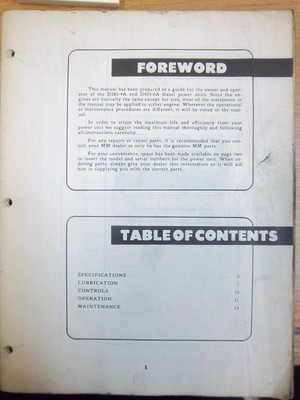 FOREWORD
This manual has been prepared as a guide for the owner and oper-
ator of the D283-4A and D425-6A diesel power units. Since the en-
gines are basically the same except for size, most of the statements in
the manual may be applied to either engine. Wherever the operational
or maintenance procedures are different, it will be noted in the man-
ual.
In order to attain the maximum life and efficiency from your
power unit we suggest reading this manual thoroughly and following
all instructions carefully.
For any repairs or repair parts, it is recommended that you con-
sult your MM dealer as only he has the genuine MM parts.
For your convenience, space has been made available on page two
to insert the model and serial numbers for the power unit. When or-
dering parts, always give your dealer this information as it will aid
him in supplying you with the correct parts.
TABLE OF CONTENTS
SPECIFICATIONS
LUBRICATION
CONTROLS
OPERATION
MAINTENANCE
1